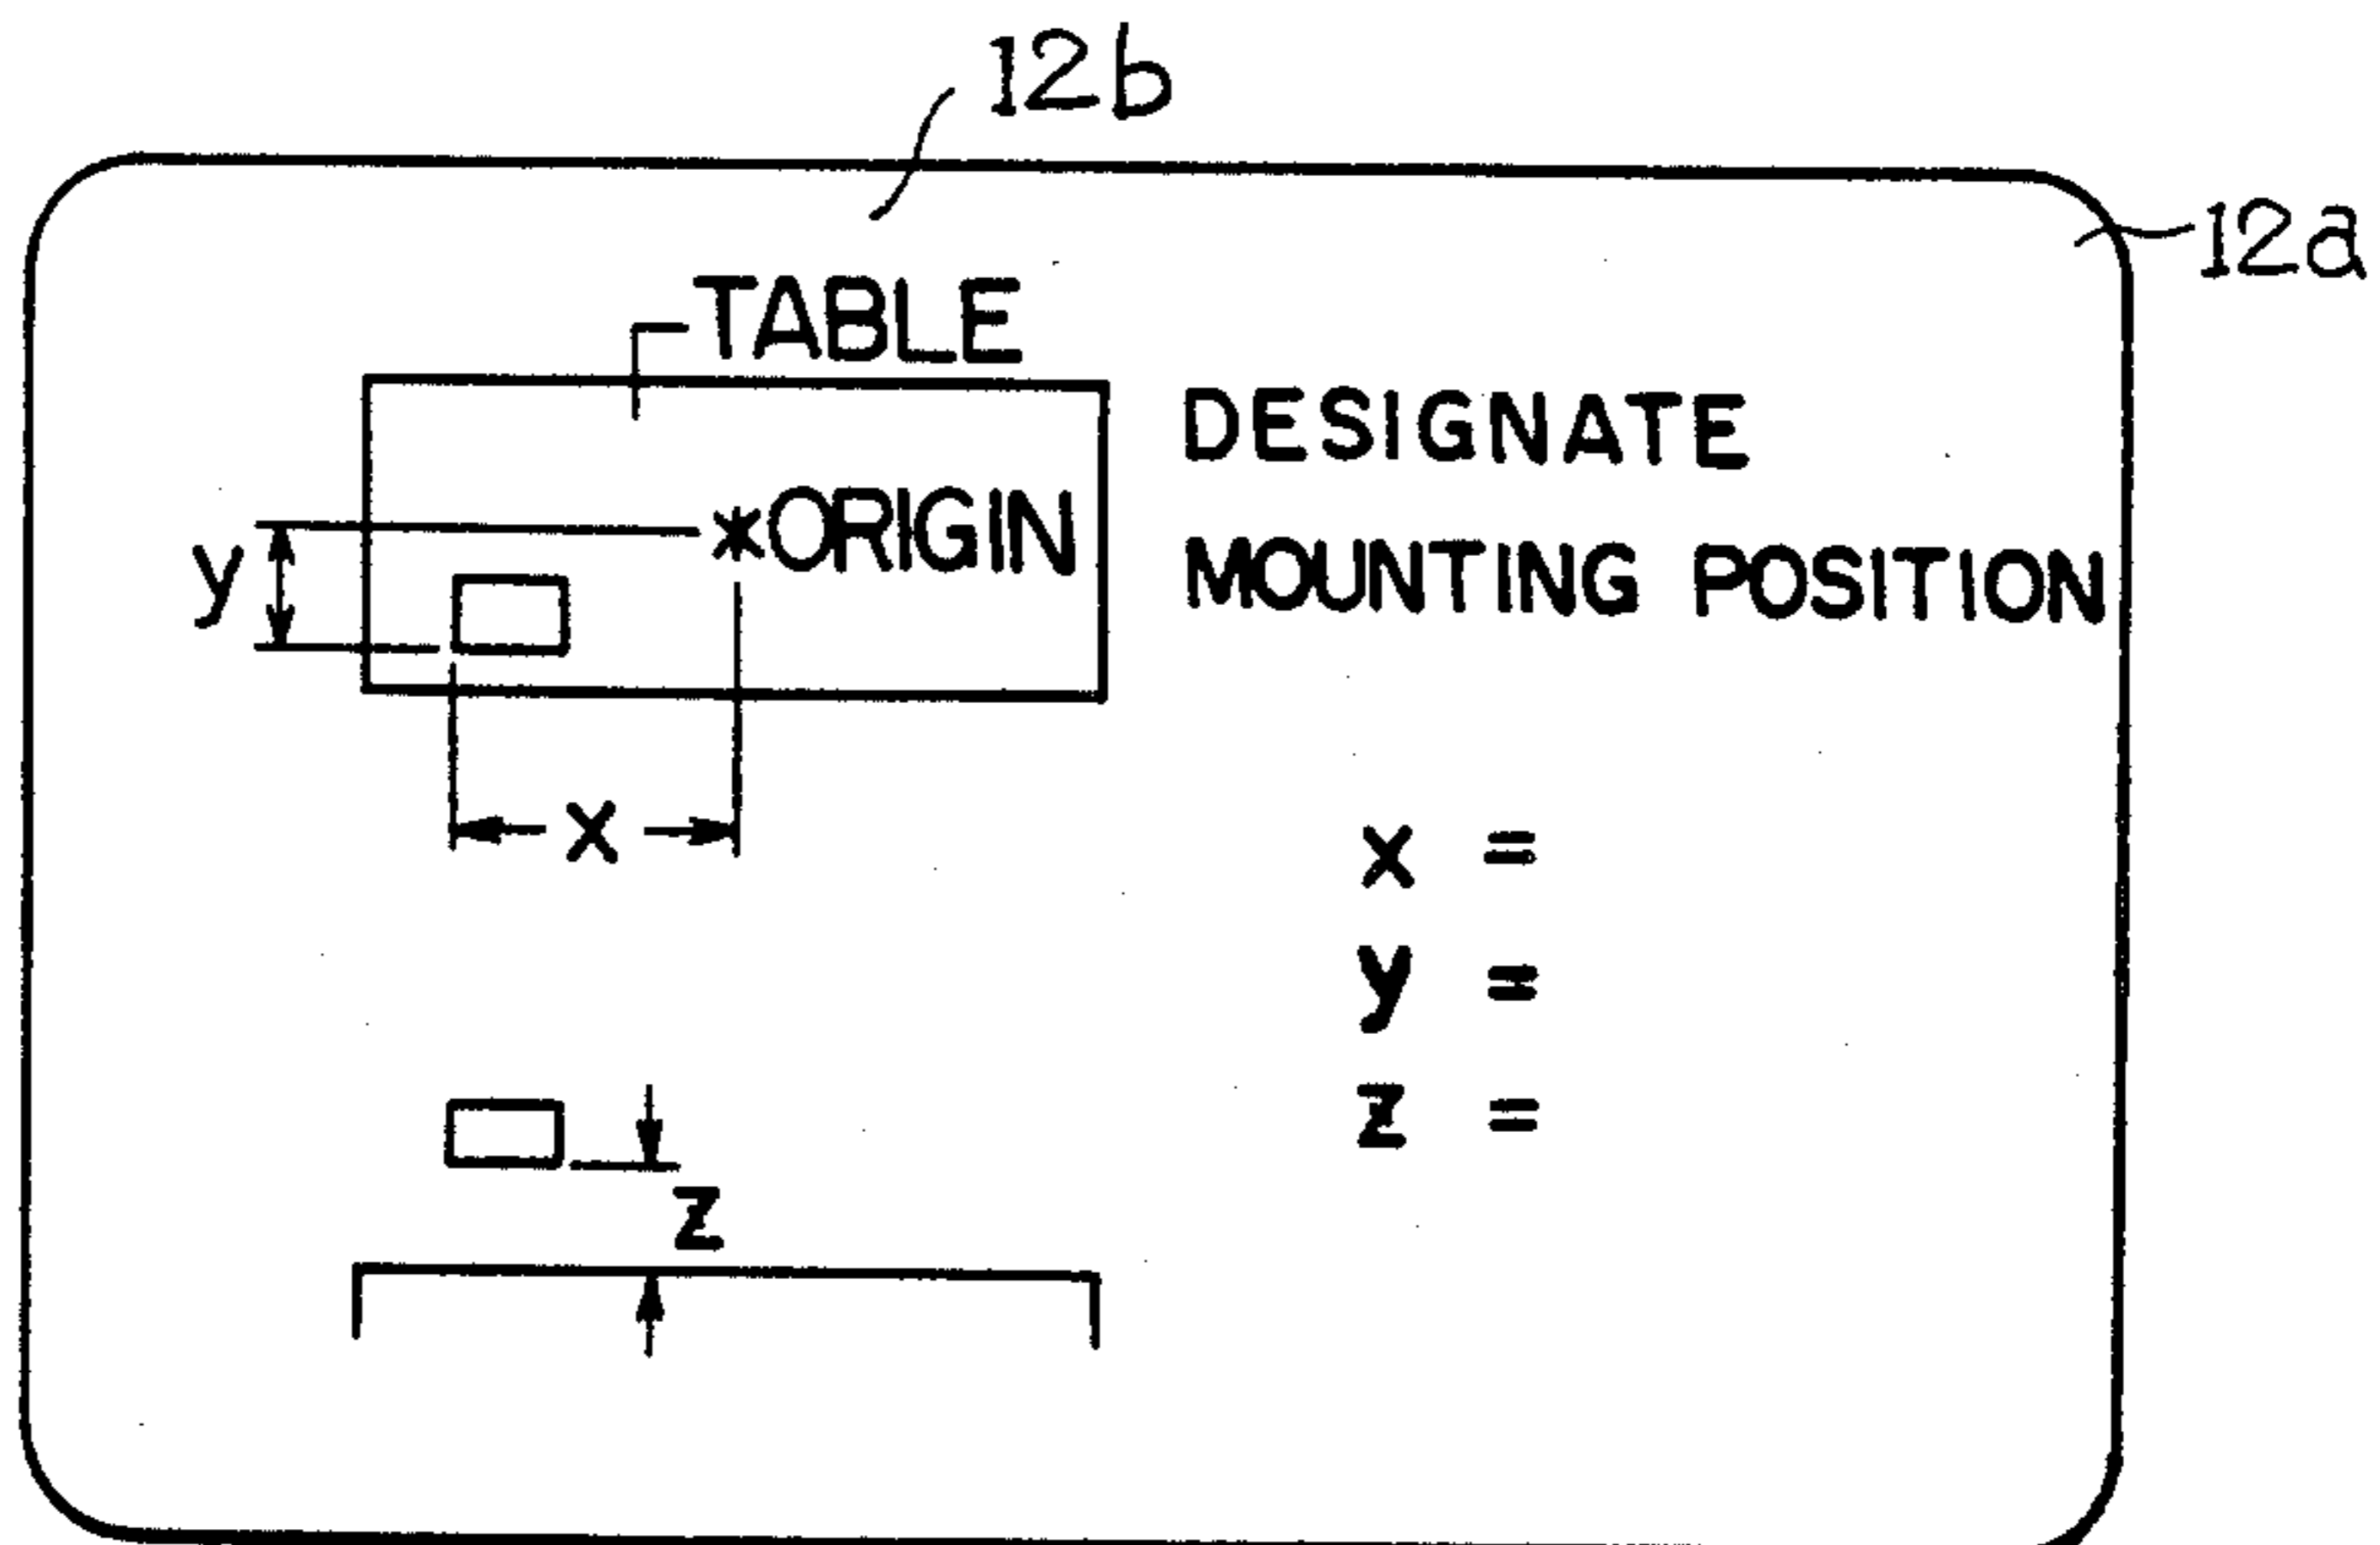 12b
12a
TABLE
DESIGNATE
*ORIGIN
MOUNTING POSITION
y
x
x =
y =
z =
z